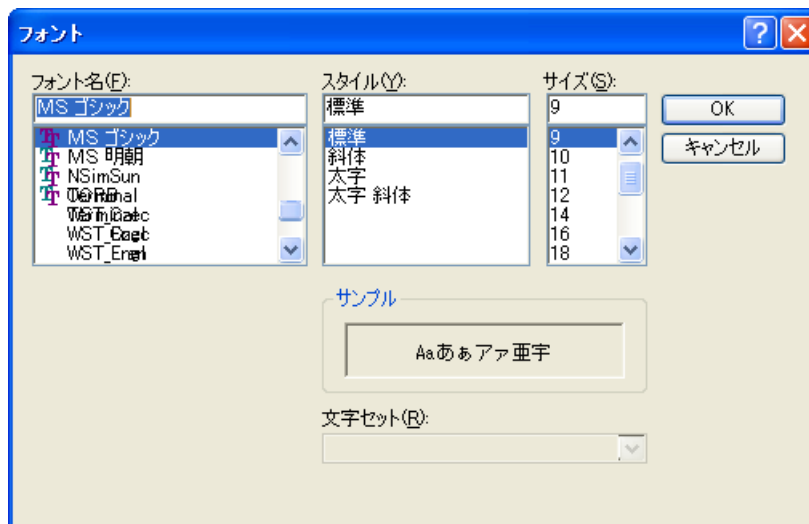 フォント
フォント名(F):
MS ゴシック
MS ゴシック
MS 明朝
NSimSun
スタイル(Y):
標準
標準
斜体
太字
太字 斜体
サイズ(S):
9
9
10
11
12
14
16
18
OK
キャンセル
サンプル
Aaあぁアァ亜宇
文字セット(R):